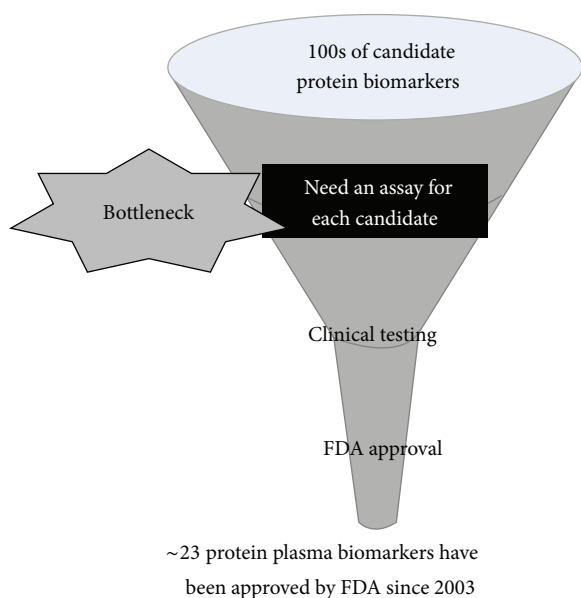 100s of candidate
protein biomarkers
Need an assay for
each candidate
Bottleneck
Clinical testing
FDA approval
~23 protein plasma biomarkers have
been approved by FDA since 2003